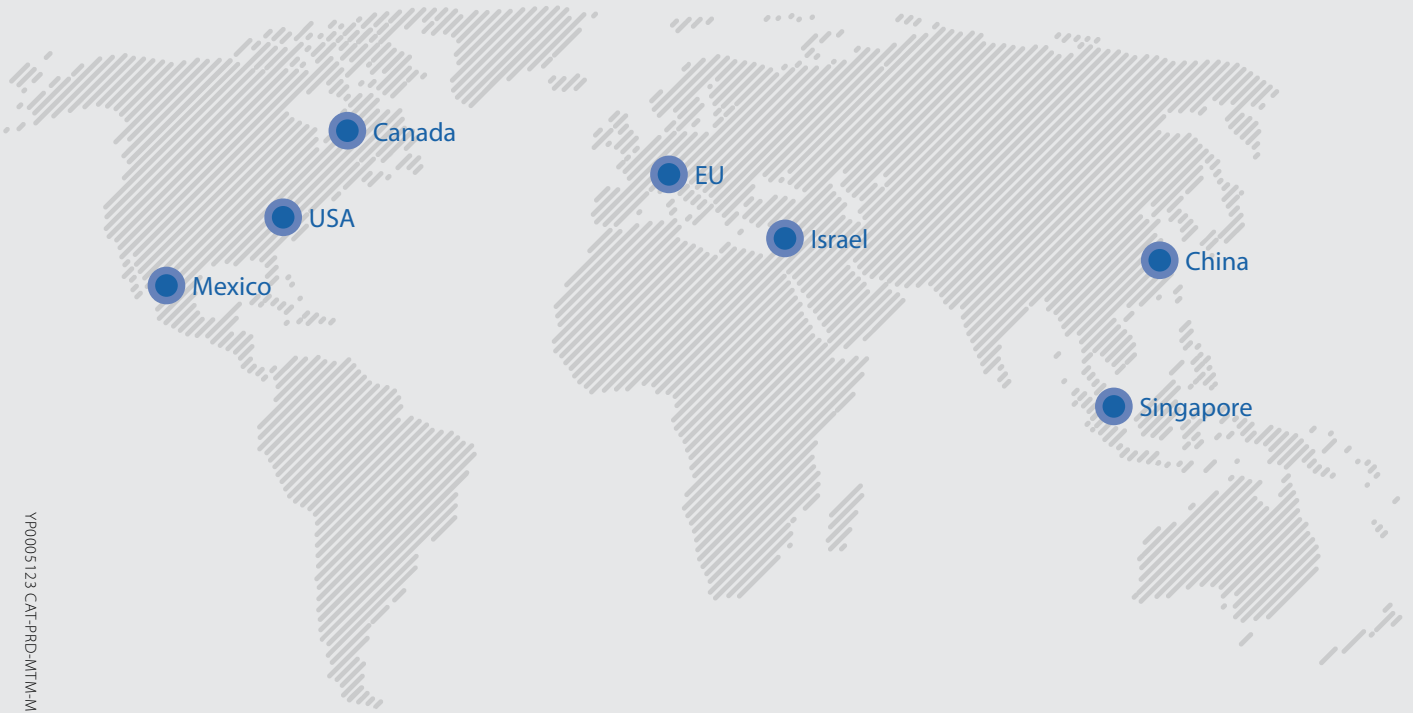 Canada
EU
USA
Israel
China
Mexico
Singapore
YP0005123 CAT-PRD-MTM-M